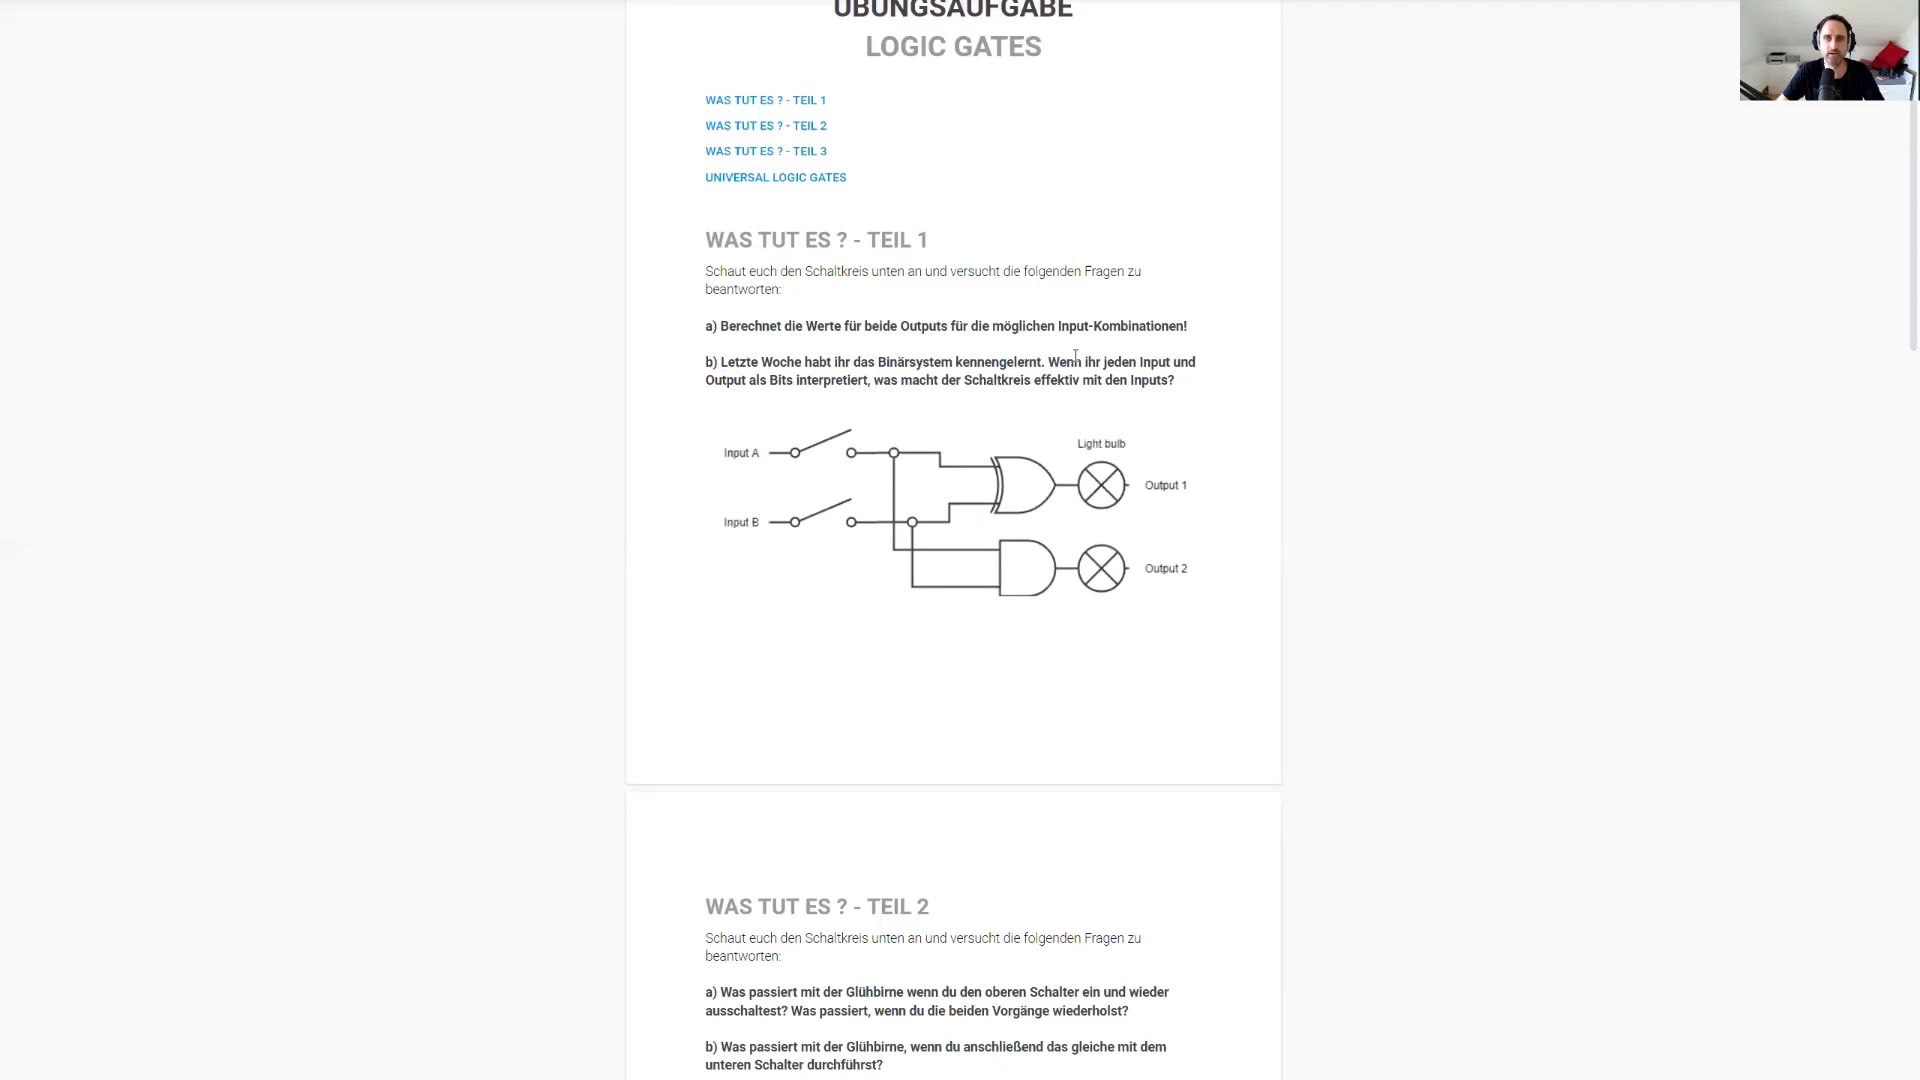 ÜBUNGSAUFGABE
LOGIC GATES
WAS TUT ES ? - TEIL 1
WAS TUT ES ? - TEIL 2
WAS TUT ES ? - TEIL 3
UNIVERSAL LOGIC GATES
WAS TUT ES ? - TEIL 1
Schaut euch den Schaltkreis unten an und versucht die folgenden Fragen zu
beantworten:
a) Berechnet die Werte für beide Outputs für die möglichen Input-Kombinationen!
b) Letzte Woche habt ihr das Binärsystem kennengelernt. Wenn ihr jeden Input und
Output als Bits interpretiert, was macht der Schaltkreis effektiv mit den Inputs?
Light bulb
Input A
Output 1
Input B
Output 2
WAS TUT ES ? - TEIL 2
Schaut euch den Schaltkreis unten an und versucht die folgenden Fragen zu
beantworten:
a) Was passiert mit der Glühbirne wenn du den oberen Schalter ein und wieder
ausschaltest? Was passiert, wenn du die beiden Vorgänge wiederholst?
b) Was passiert mit der Glühbirne, wenn du anschließend das gleiche mit dem
unteren Schalter durchführst?